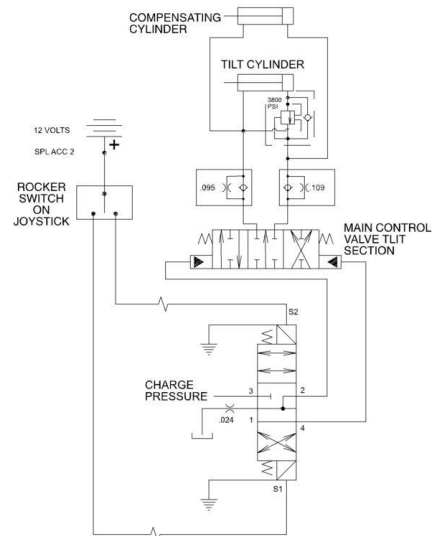 COMPENSATING
CYLINDER
TILT CYLINDER
3800
PSI
12 VOLTS
+
SPL ACC 2
.095
.109
ROCKER
SWITCH
ON
JOYSTICK
MAIN CONTROL
VALVE TLIT
SECTION
S2
CHARGE
PRESSURE
3
2
1
4
.024
S1